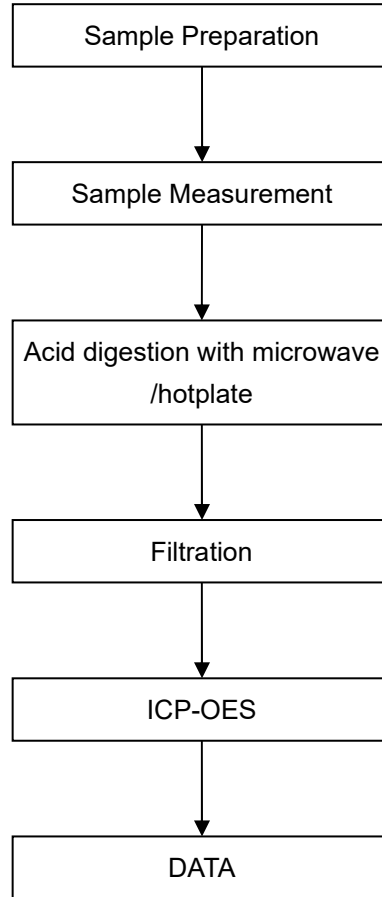 Sample Preparation
Sample Measurement
Acid digestion with microwave
/hotplate
Filtration
ICP-OES
DATA